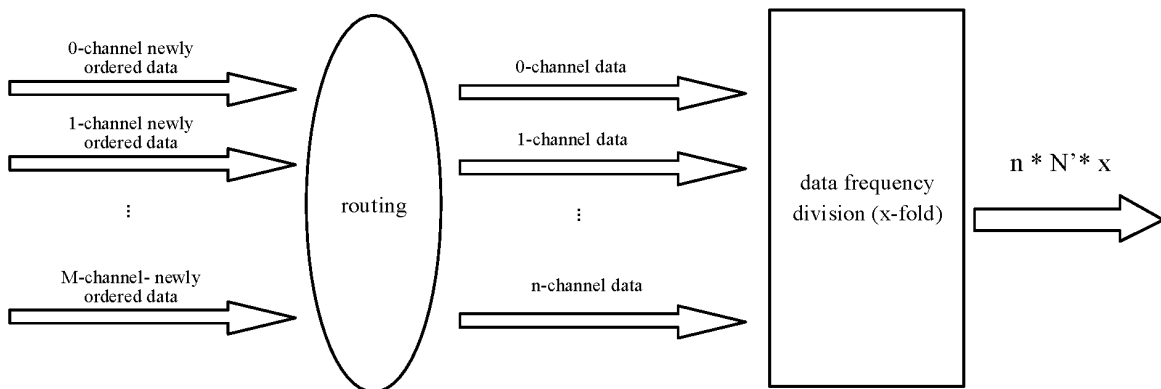 0-channel newly
ordered data
1-channel newly
ordered data
...
M-channel- newly
ordered data
routing
0-channel data
1-channel data
...
n-channel data
data frequency
division (x-fold)
n * N’* x